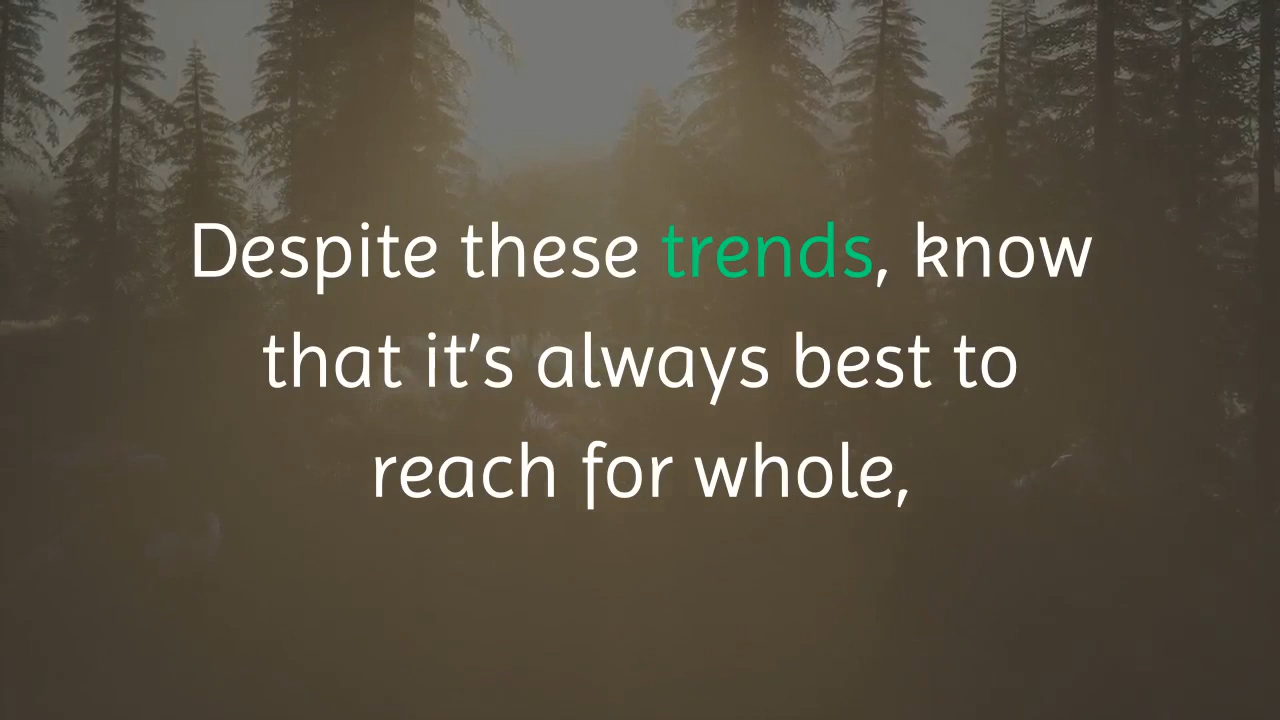 Despite these trends, know
that it’s always best to
reach for whole,